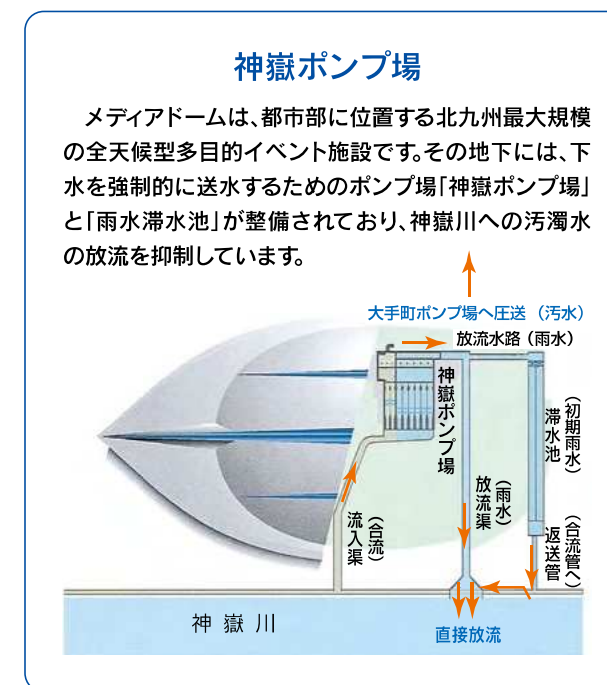 神嶽ポンプ場
メディアドームは、都市部に位置する北九州最大規模
の全天候型多目的イベント施設です。その地下には、下
水を強制的に送水するためのポンプ場「神嶽ポンプ場」
と「雨水滞水池」が整備されており、神嶽川への汚濁水
の放流を抑制しています。
大手町ポンプ場へ圧送（汚水）
放流水路（雨水）
神嶽ポンプ場
滞水池
（初期雨水）
放流渠
（雨水）
流入渠
（合流）
返送管
（合流管へ）
神嶽川
直接放流